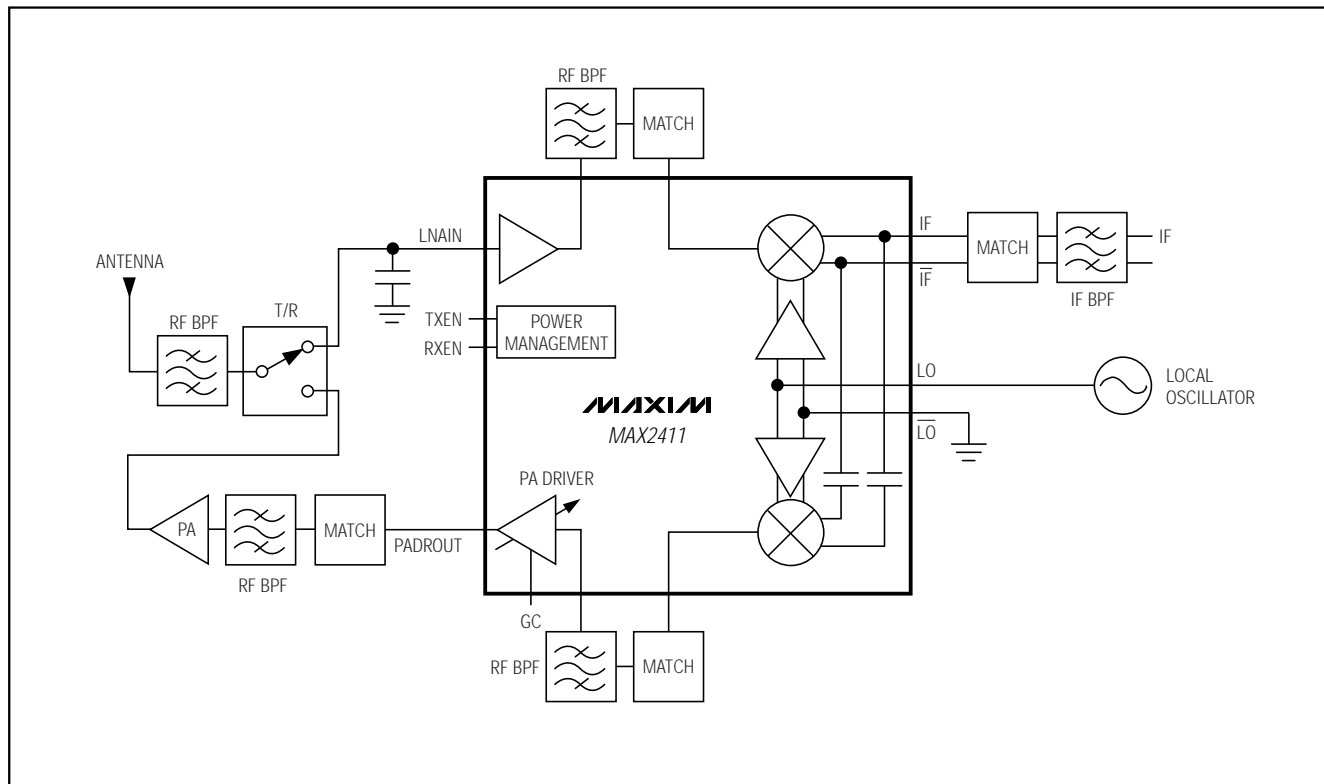 RF BPF
MATCH
LNAIN
IF
MATCH
IF
ANTENNA
IF
T/R
IF BPF
RF BPF
TXEN
POWER
MANAGEMENT
RXEN
LO
LOCAL
OSCILLATOR
MAXIM
MAX2411
LO
PA DRIVER
PA
MATCH
PADROUT
RF BPF
GC
RF BPF
MATCH